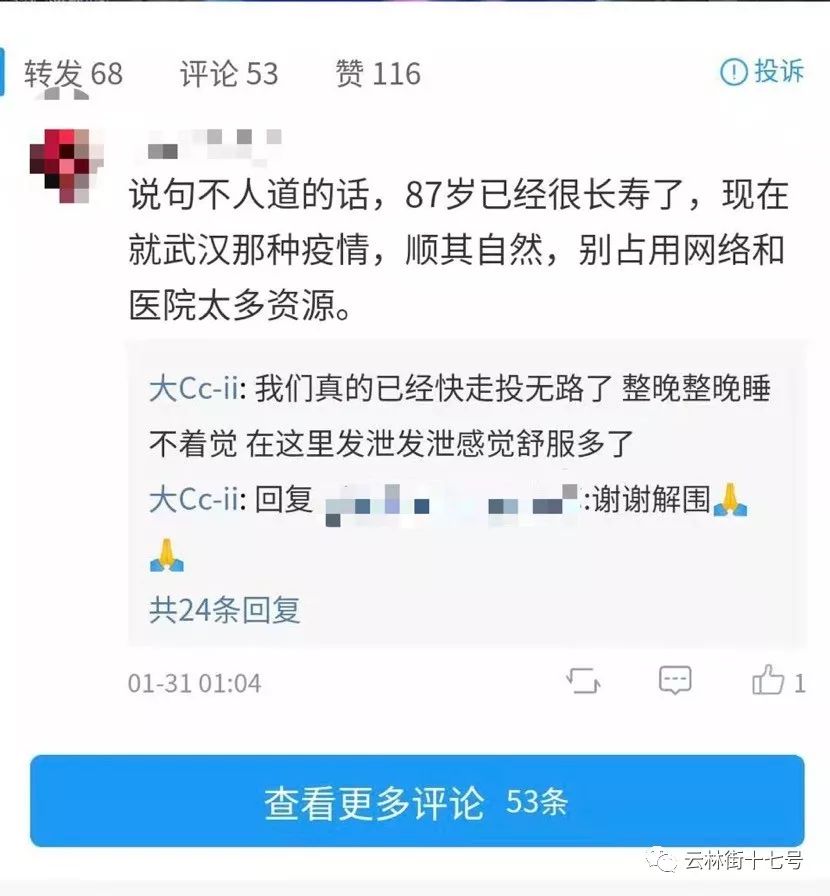 转发 68 评论 53 赞 116 投诉
说句不人道的话，87岁已经很长寿了，现在
就武汉那种疫情，顺其自然，别占用网络和
医院太多资源。
大Cc-ii: 我们真的已经快走投无路了 整晚整晚睡
不着觉 在这里发泄发泄感觉舒服多了
大Cc-ii: 回复 :谢谢解围🙏
🙏
共24条回复
01-31 01:04 1
查看更多评论 53条
云林街十七号